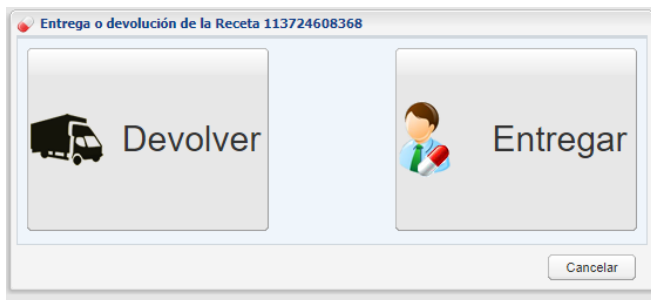 Entrega o devolución de la Receta 113724608368
Devolver
Entregar
Cancelar